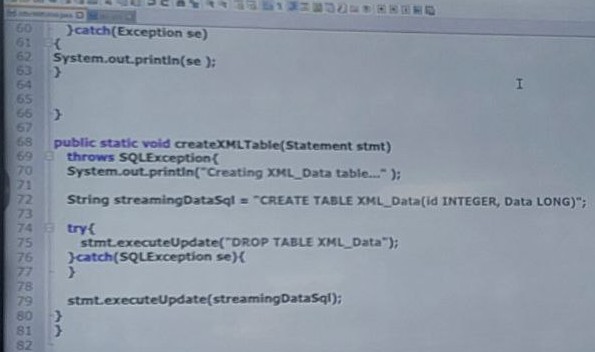 60 }catch(Exception se)
61 {
62 System.out.println(se );
63 }
64
65
66 }
67
68 public static void createXMLTable(Statement stmt)
69 throws SQLException{
70 System.out.println("Creating XML_Data table..." );
71
72 String streamingDataSql = "CREATE TABLE XML_Data(id INTEGER, Data LONG)";
73
74 try{
75 stmt.executeUpdate("DROP TABLE XML_Data");
76 }catch(SQLException se){
77 }
78
79 stmt.executeUpdate(streamingDataSql);
80 }
81 }
82